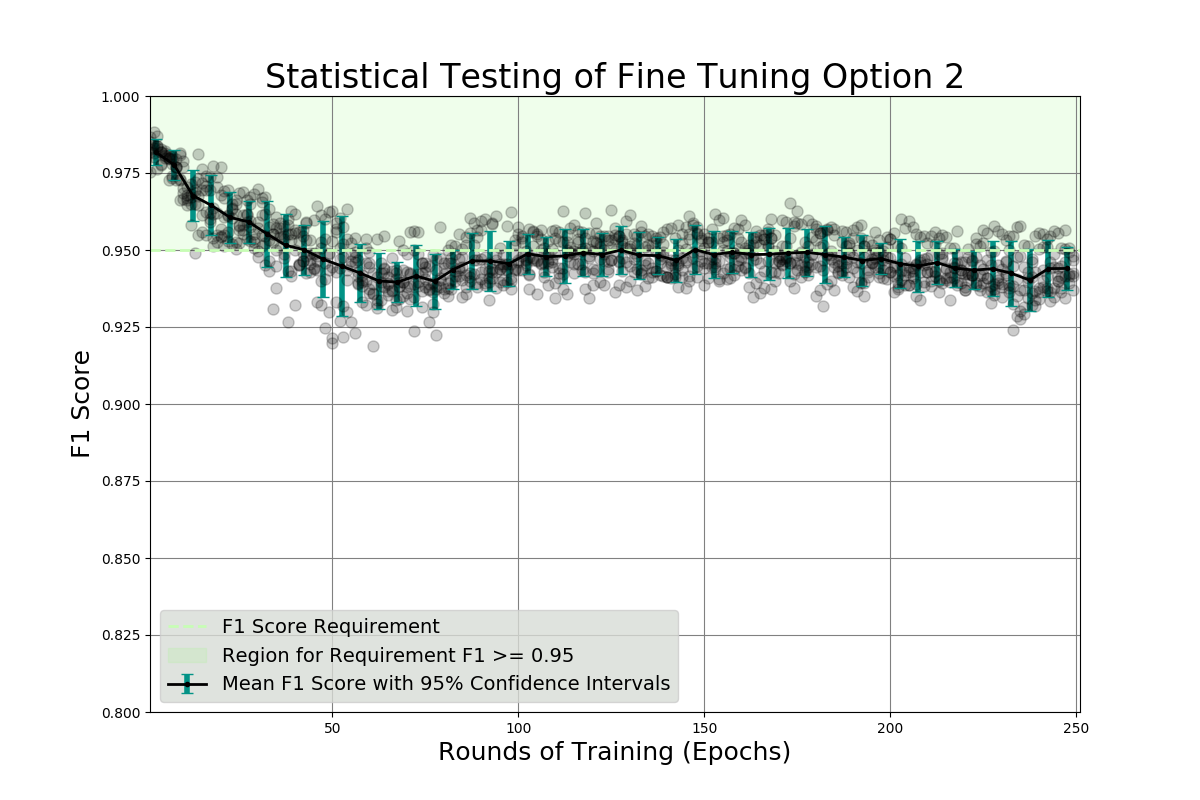 Statistical Testing of Fine Tuning Option 2
1.000
0.975
0.950
0.925
0.900
0.875
0.850
0.825
0.800
F1 Score
F1 Score Requirement
Region for Requirement F1 >= 0.95
Mean F1 Score with 95% Confidence Intervals
50 100 150 200 250
Rounds of Training (Epochs)